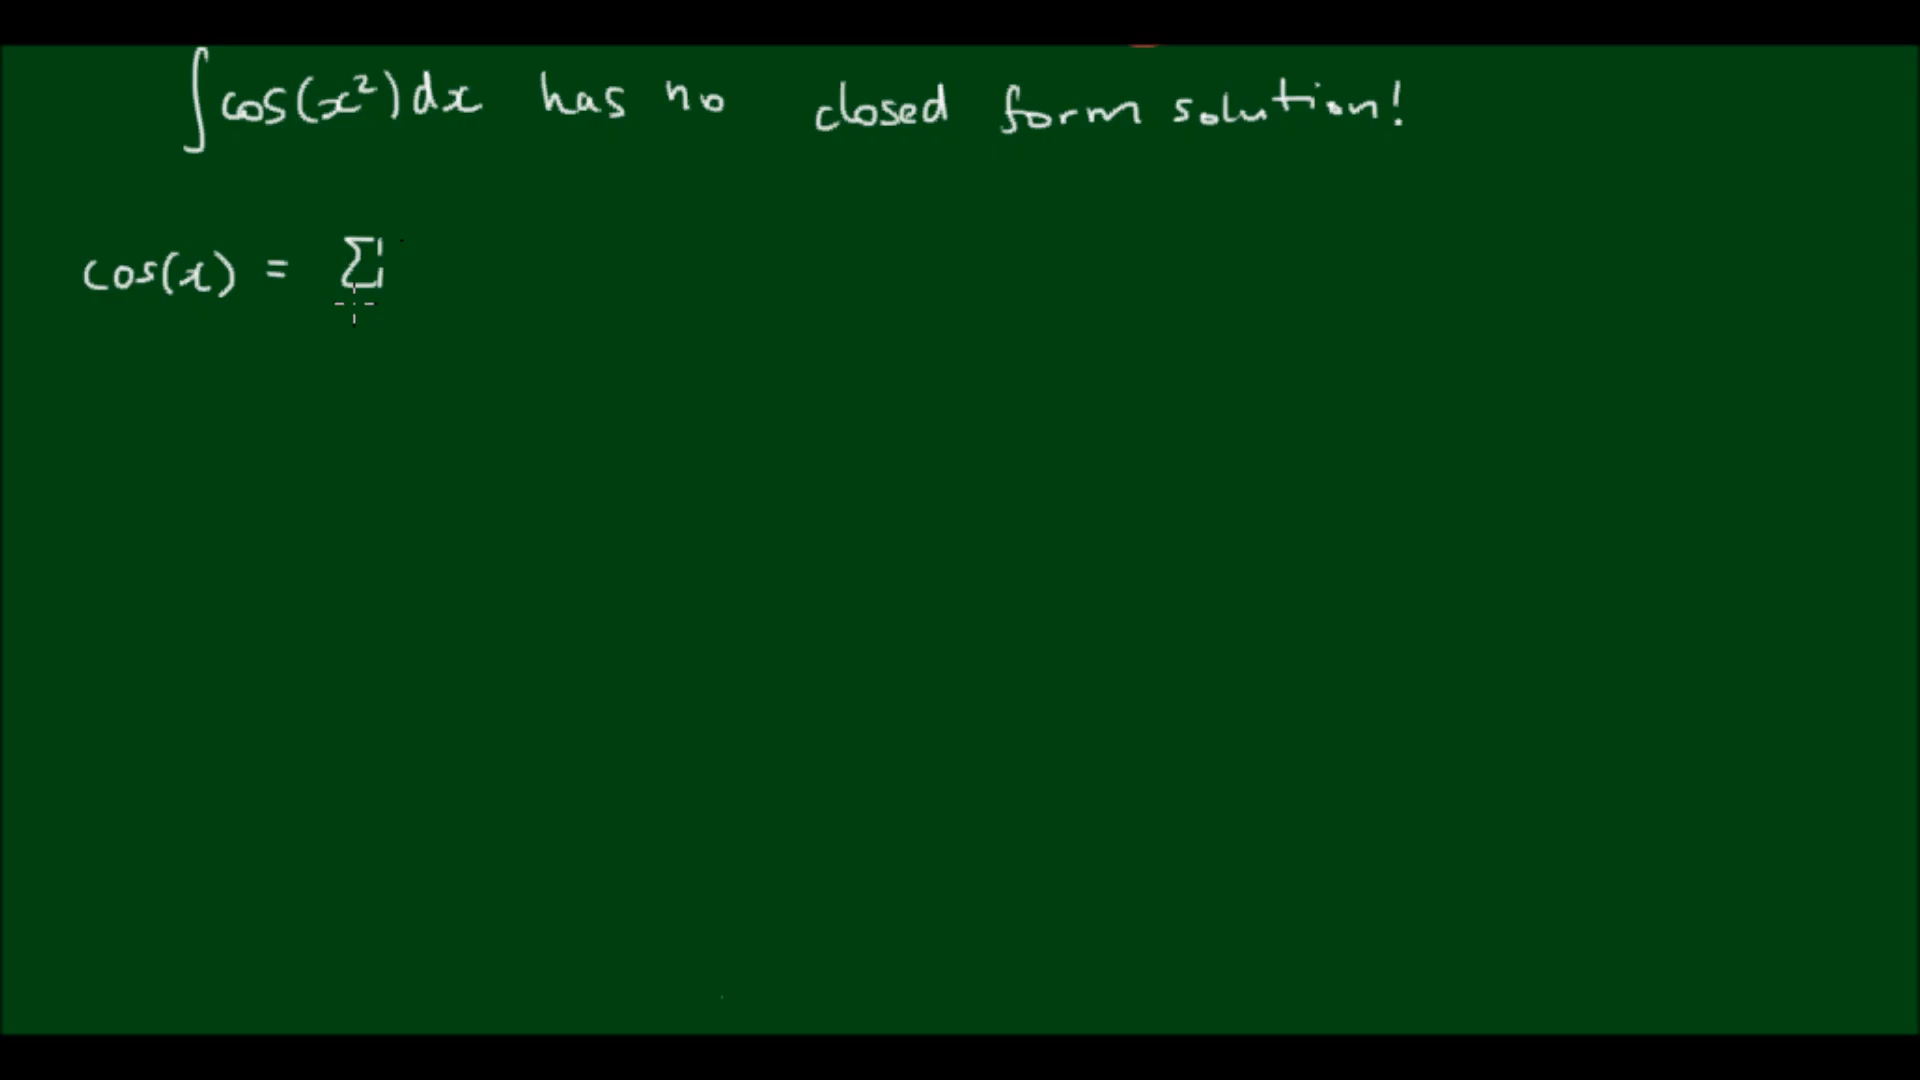 ∫cos(x²)dx has no closed form solution!
cos(x) = Σ